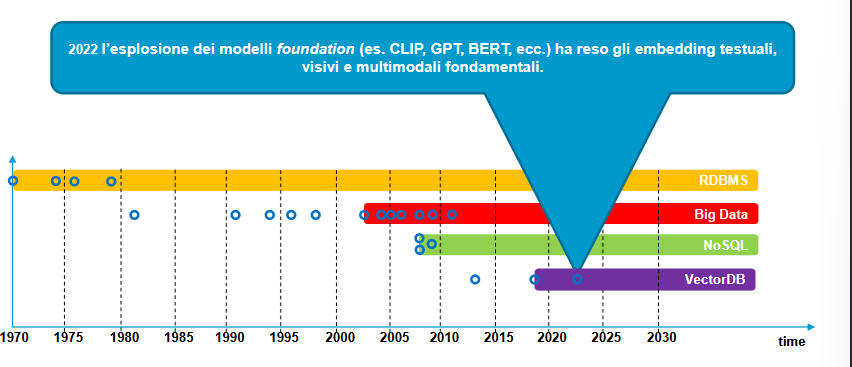 2022 l'esplosione dei modelli foundation (es. CLIP, GPT, BERT, ecc.) ha reso gli embedding testuali,
visivi e multimodali fondamentali.
RDBMS
Big Data
NoSQL
VectorDB
1970 1975 1980 1985 1990 1995 2000 2005 2010 2015 2020 2025 2030
time